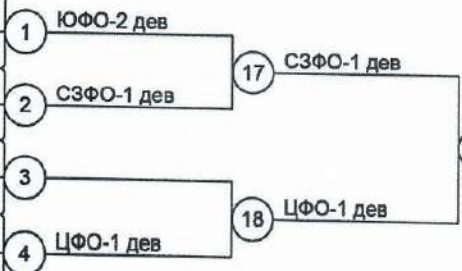 1 ЮФО-2 дев
17 СЗФО-1 дев
2 СЗФО-1 дев
3
18 ЦФО-1 дев
4 ЦФО-1 дев